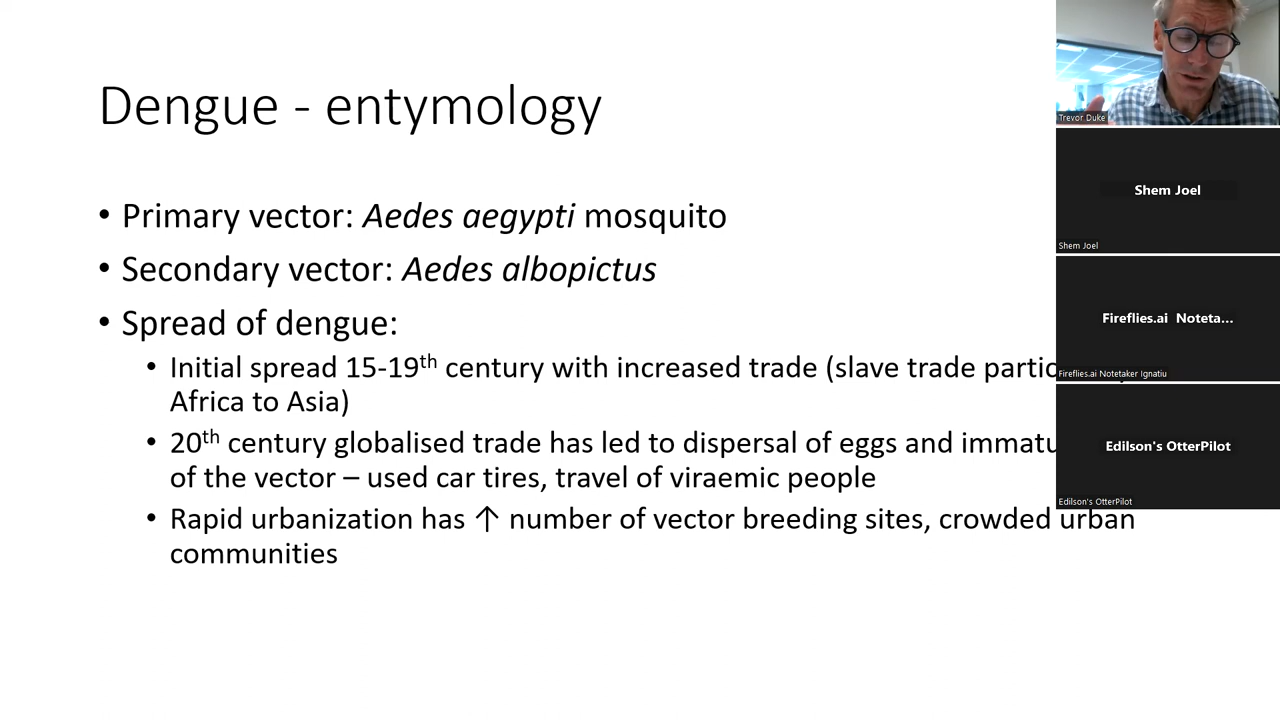 Dengue - entymology
• Primary vector: Aedes aegypti mosquito
• Secondary vector: Aedes albopictus
• Spread of dengue:
• Initial spread 15-19th century with increased trade (slave trade
Africa to Asia)
• 20th century globalised trade has led to dispersal of eggs and
of the vector – used car tires, travel of viraemic people
• Rapid urbanization has ↑ number of vector breeding sites, crowded urban
communities
Trevor Duke
Shem Joel
Shem Joel
Fireflies.ai Noteta...
Fireflies.ai Notetaker Ignatiu
Edilson's OtterPilot
Edilson's OtterPilot